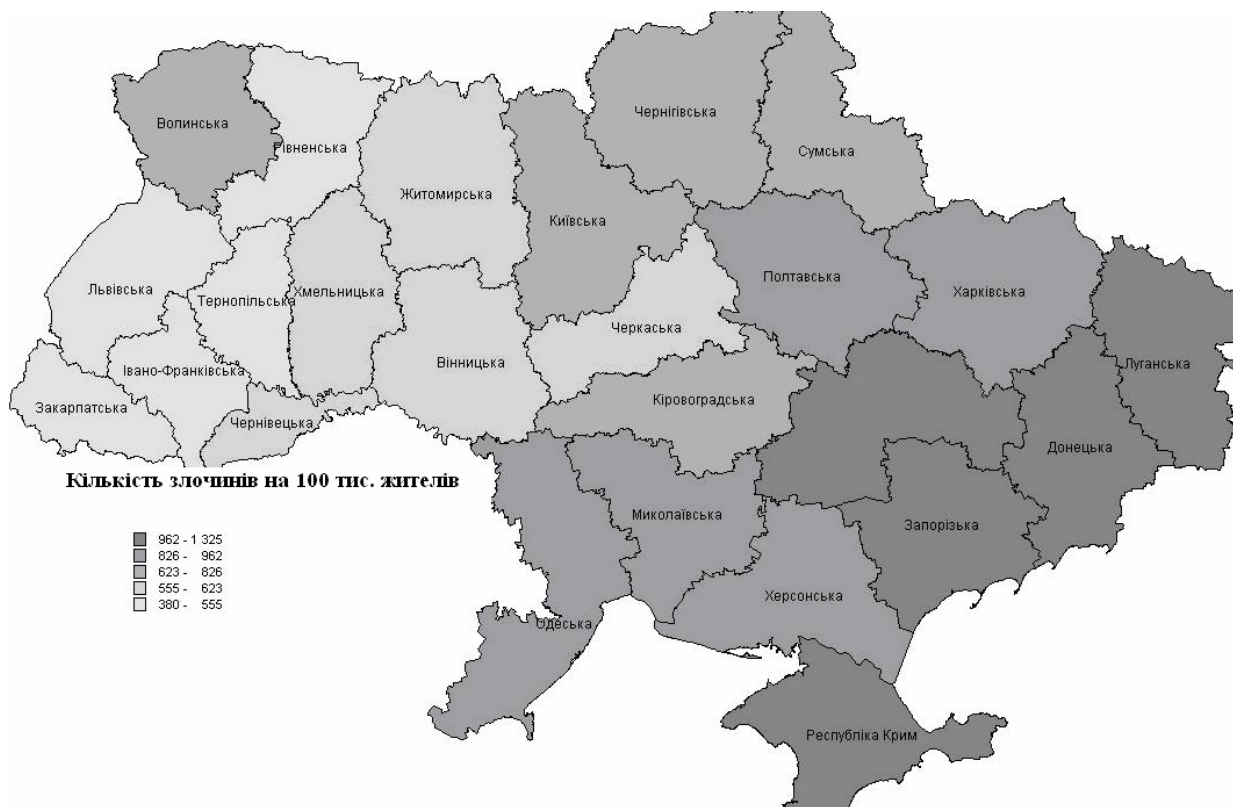 Чернігівська
Волинська
Рівненська
Сумська
Житомирська
Київська
Полтавська
Харківська
Львівська
Тернопільська
Хмельницька
Черкаська
Вінницька
Луганська
Івано-Франківська
Закарпатська
Кіровоградська
Чернівецька
Донецька
Кількість злочинів на 100 тис. жителів
Миколаївська
Запорізька
962 - 1 325
826 - 962
623 - 826
555 - 623
380 - 555
Херсонська
Одеська
Республіка Крим